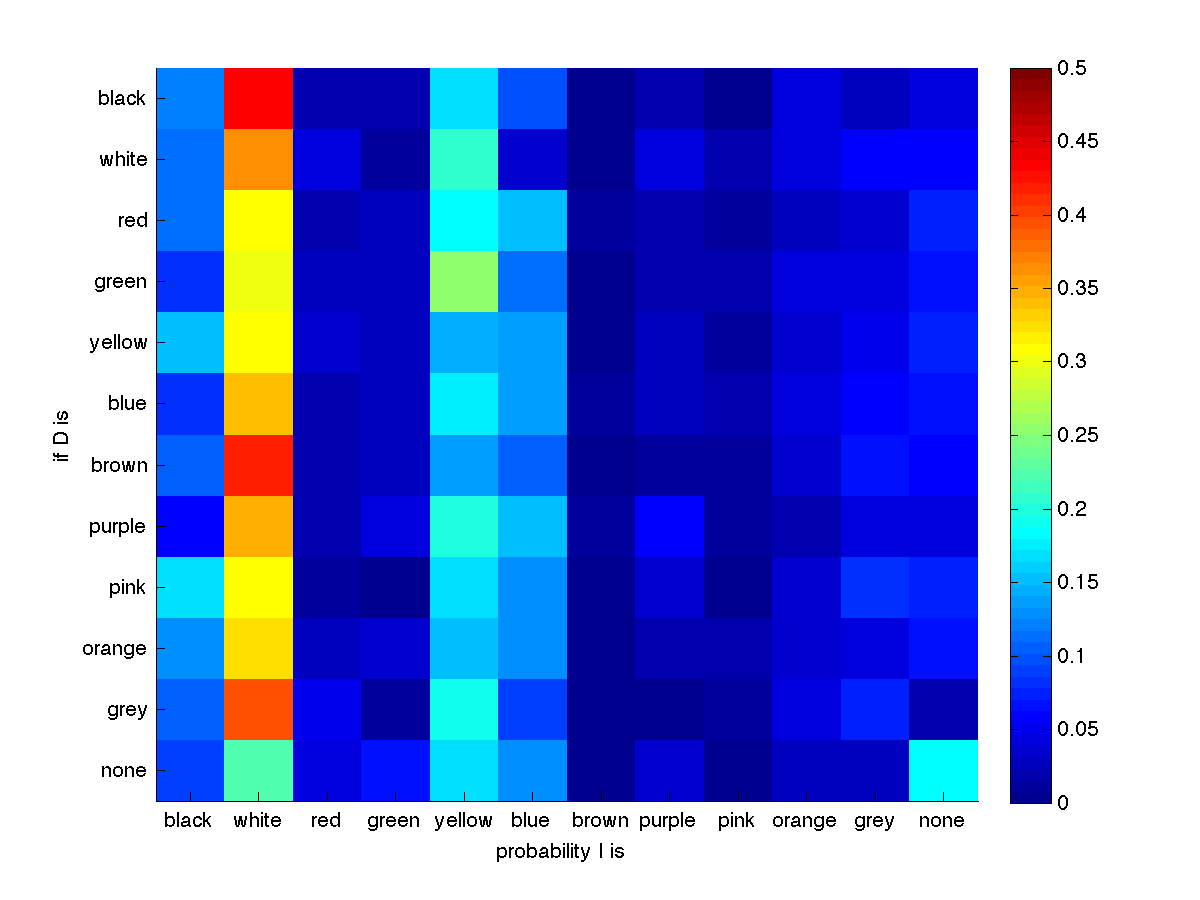 black
white
red
green
yellow
blue
brown
purple
pink
orange
grey
none
if D is
black white red green yellow blue brown purple pink orange grey none
probability I is
0.5
0.45
0.4
0.35
0.3
0.25
0.2
0.15
0.1
0.05
0